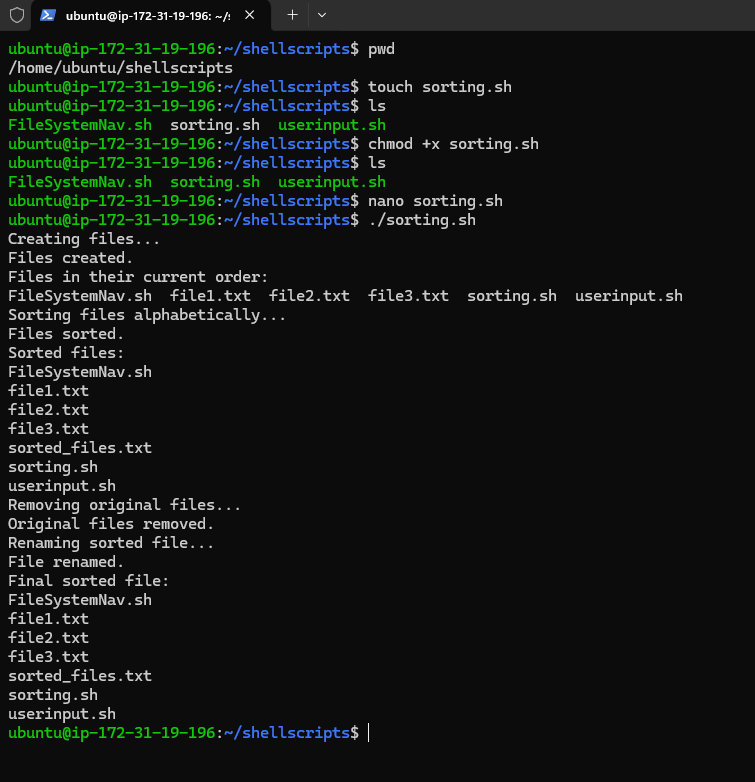 ubuntu@ip-172-31-19-196: ~/s
ubuntu@ip-172-31-19-196:~/shellscripts$ pwd
/home/ubuntu/shellscripts
ubuntu@ip-172-31-19-196:~/shellscripts$ touch sorting.sh
ubuntu@ip-172-31-19-196:~/shellscripts$ ls
FileSystemNav.sh  sorting.sh  userinput.sh
ubuntu@ip-172-31-19-196:~/shellscripts$ chmod +x sorting.sh
ubuntu@ip-172-31-19-196:~/shellscripts$ ls
FileSystemNav.sh  sorting.sh  userinput.sh
ubuntu@ip-172-31-19-196:~/shellscripts$ nano sorting.sh
ubuntu@ip-172-31-19-196:~/shellscripts$ ./sorting.sh
Creating files...
Files created.
Files in their current order:
FileSystemNav.sh  file1.txt  file2.txt  file3.txt  sorting.sh  userinput.sh
Sorting files alphabetically...
Files sorted.
Sorted files:
FileSystemNav.sh
file1.txt
file2.txt
file3.txt
sorted_files.txt
sorting.sh
userinput.sh
Removing original files...
Original files removed.
Renaming sorted file...
File renamed.
Final sorted file:
FileSystemNav.sh
file1.txt
file2.txt
file3.txt
sorted_files.txt
sorting.sh
userinput.sh
ubuntu@ip-172-31-19-196:~/shellscripts$